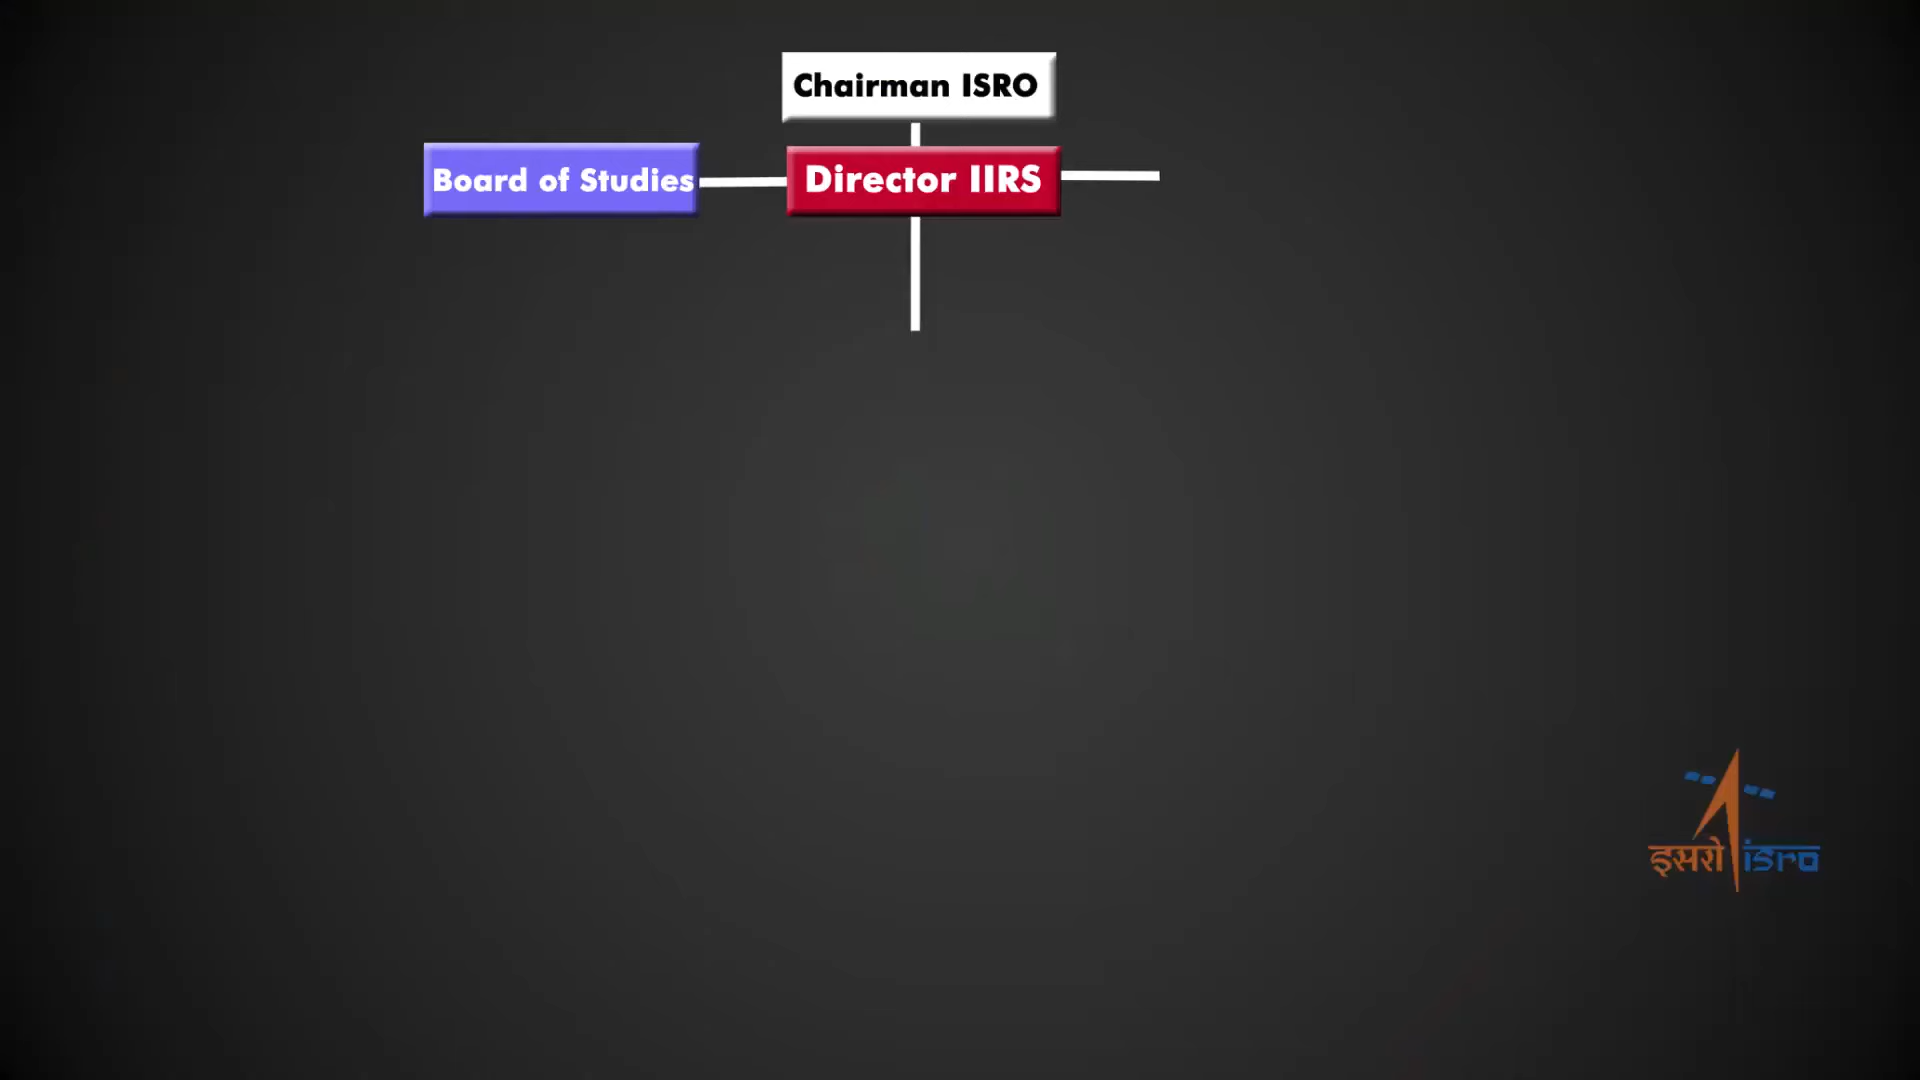 Chairman ISRO
Board of Studies
Director IIRS
इसरो isro